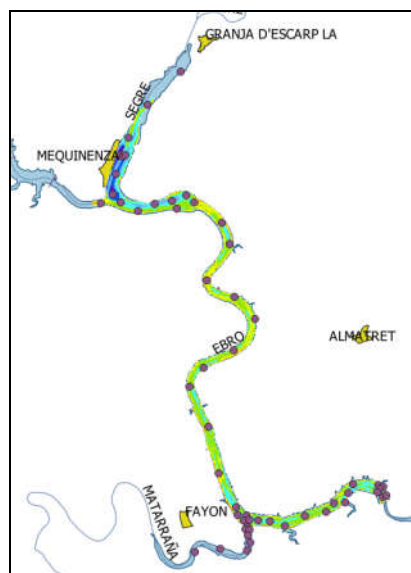 GRANJA D'ESCARP LA
SEGRE
MEQUINENZA
EBRO
ALMATRET
MATARRAÑA
FAYON